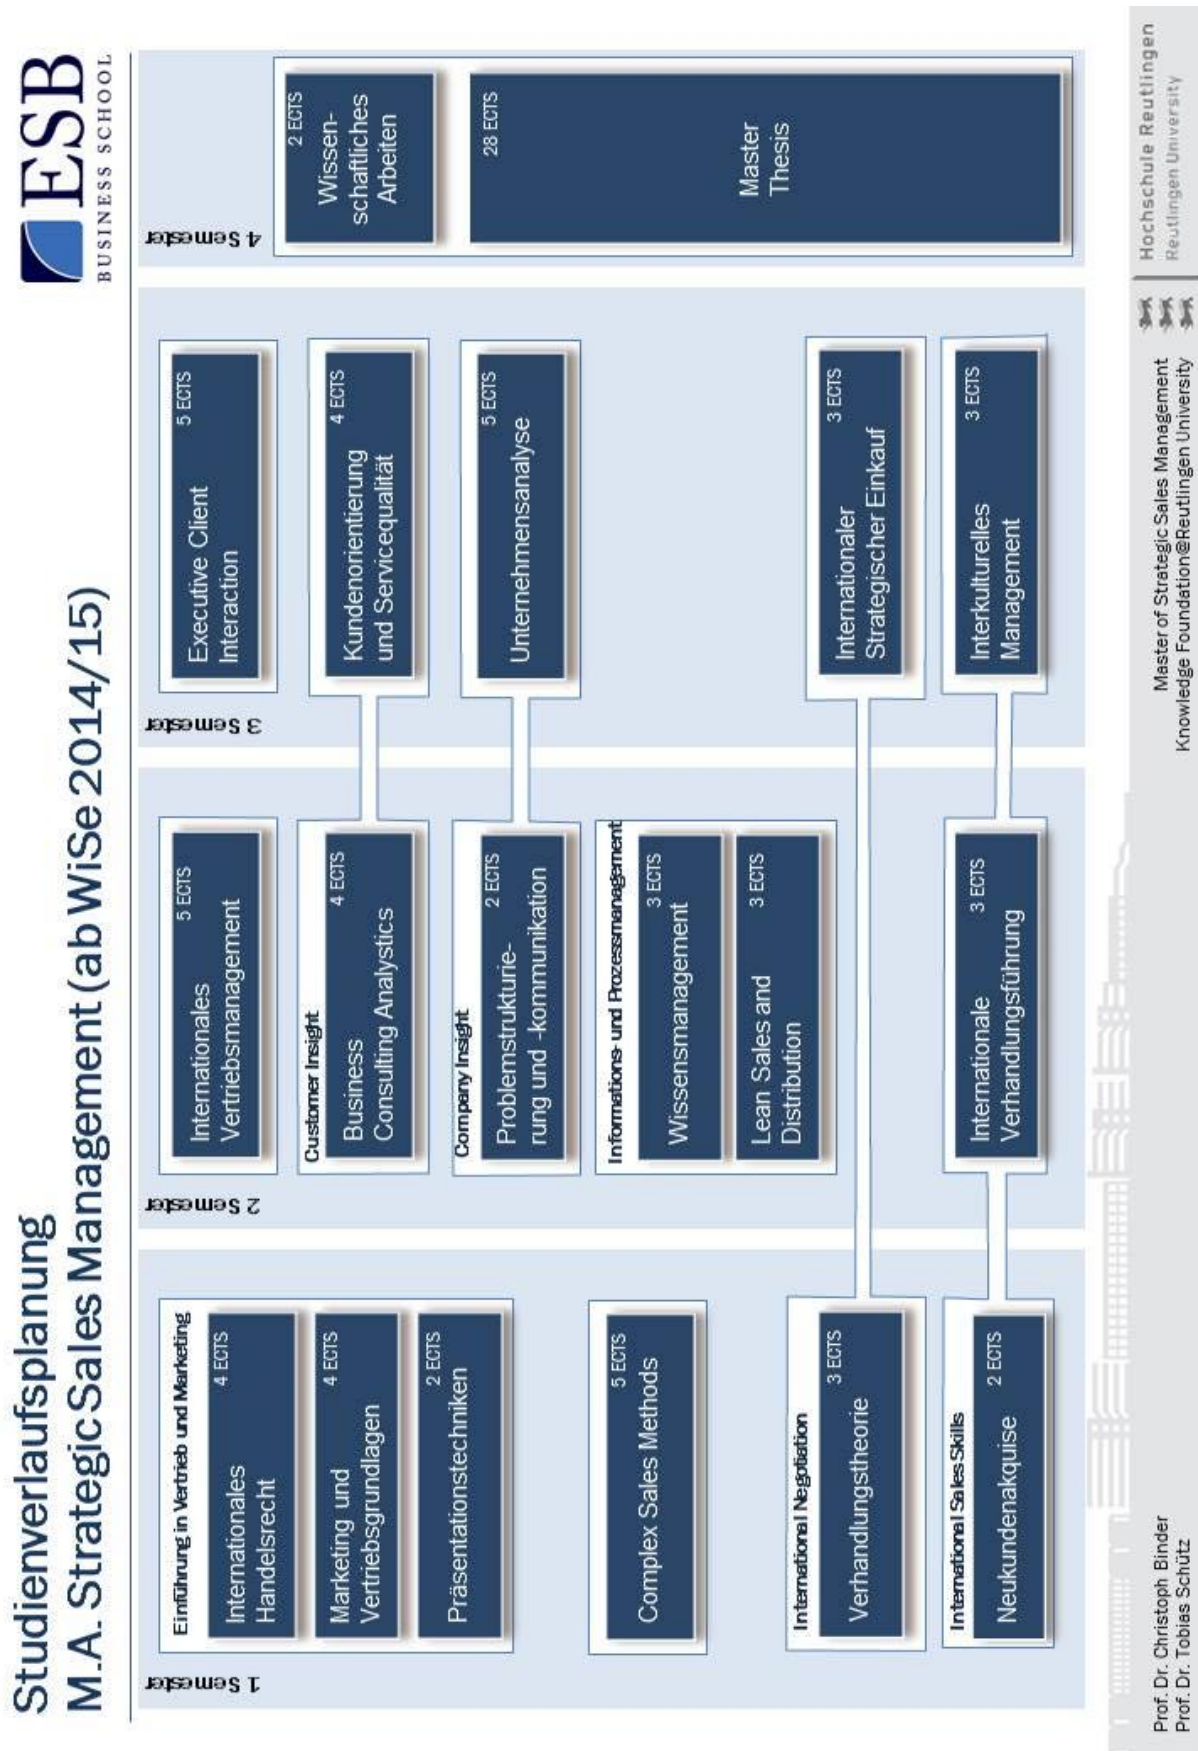 Studienverlaufsplanung
M.A. Strategic Sales Management (ab WiSe 2014/15)
ESB
BUSINESS SCHOOL
1 Semester
Einführung in Vertrieb und Marketing
4 ECTS
Internationales
Handelsrecht
4 ECTS
Marketing und
Vertriebsgrundlagen
2 ECTS
Präsentationstechniken
5 ECTS
Complex Sales Methods
International Negotiation
3 ECTS
Verhandlungstheorie
International Sales Skills
2 ECTS
Neukundenakquise
2 Semester
5 ECTS
Internationales
Vertriebsmanagement
Customer Insight
4 ECTS
Business
Consulting Analystics
Company Insight
2 ECTS
Problemstrukturie-
rung und -kommunikation
Informations- und Prozessmanagement
3 ECTS
Wissensmanagement
3 ECTS
Lean Sales and
Distribution
3 ECTS
Internationale
Verhandlungsführung
3 Semester
5 ECTS
Executive Client
Interaction
4 ECTS
Kundenorientierung
und Servicequalität
5 ECTS
Unternehmensanalyse
3 ECTS
Internationaler
Strategischer Einkauf
3 ECTS
Interkulturelles
Management
4 Semester
2 ECTS
Wissen-
schaftliches
Arbeiten
28 ECTS
Master
Thesis
Prof. Dr. Christoph Binder
Prof. Dr. Tobias Schütz
Master of Strategic Sales Management
Knowledge Foundation@Reutlingen University
Hochschule Reutlingen
Reutlingen University